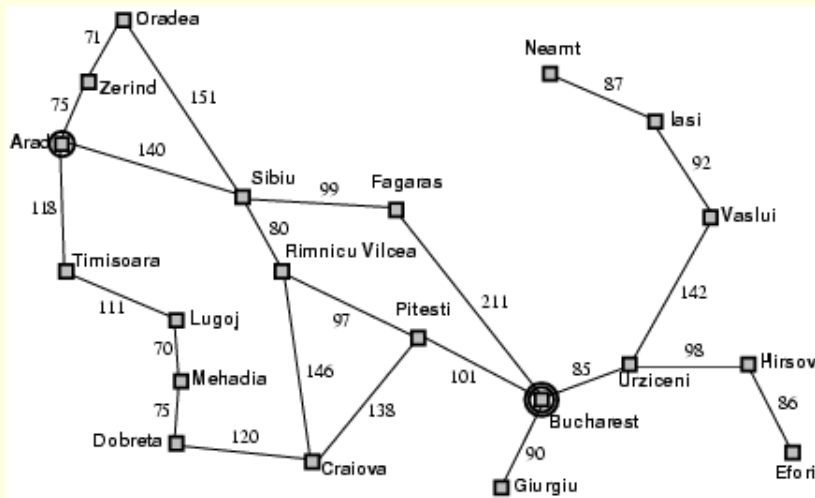 Oradea
71
Neamt
Zerind
87
75
151
Iasi
Arad
140
92
Sibiu
99
Fagaras
118
80
Vaslui
Timisoara
Rimnicu Vilcea
142
111
Lugoj
97
Pitesti
211
70
98
Hirsov
146
101
85
Urziceni
Mehadia
138
86
75
Bucharest
Dobreta
120
90
Craiova
Efori
Giurgiu